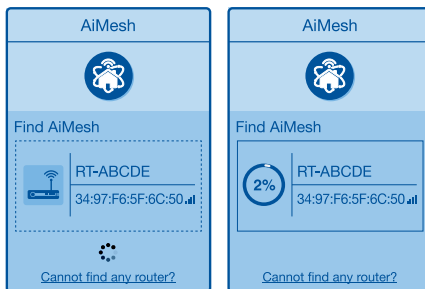 AiMesh
Find AiMesh
RT-ABCDE
34:97:F6:5F:6C:50
Cannot find any router?
AiMesh
Find AiMesh
2%
RT-ABCDE
34:97:F6:5F:6C:50
Cannot find any router?